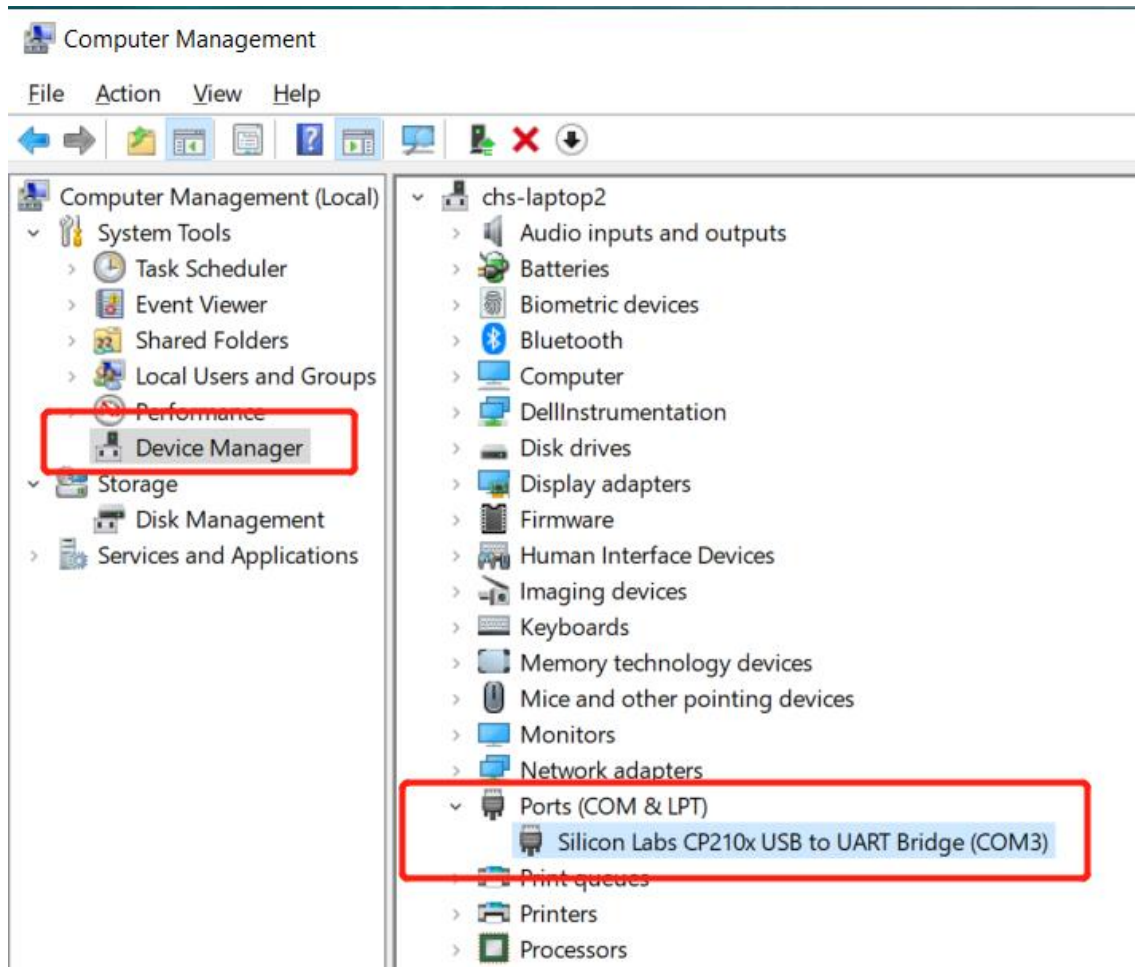 Computer Management
File Action View Help
Computer Management (Local)
System Tools
Task Scheduler
Event Viewer
Shared Folders
Local Users and Groups
Performance
Device Manager
Storage
Disk Management
Services and Applications
chs-laptop2
Audio inputs and outputs
Batteries
Biometric devices
Bluetooth
Computer
DellInstrumentation
Disk drives
Display adapters
Firmware
Human Interface Devices
Imaging devices
Keyboards
Memory technology devices
Mice and other pointing devices
Monitors
Network adapters
Ports (COM & LPT)
Silicon Labs CP210x USB to UART Bridge (COM3)
Print queues
Printers
Processors